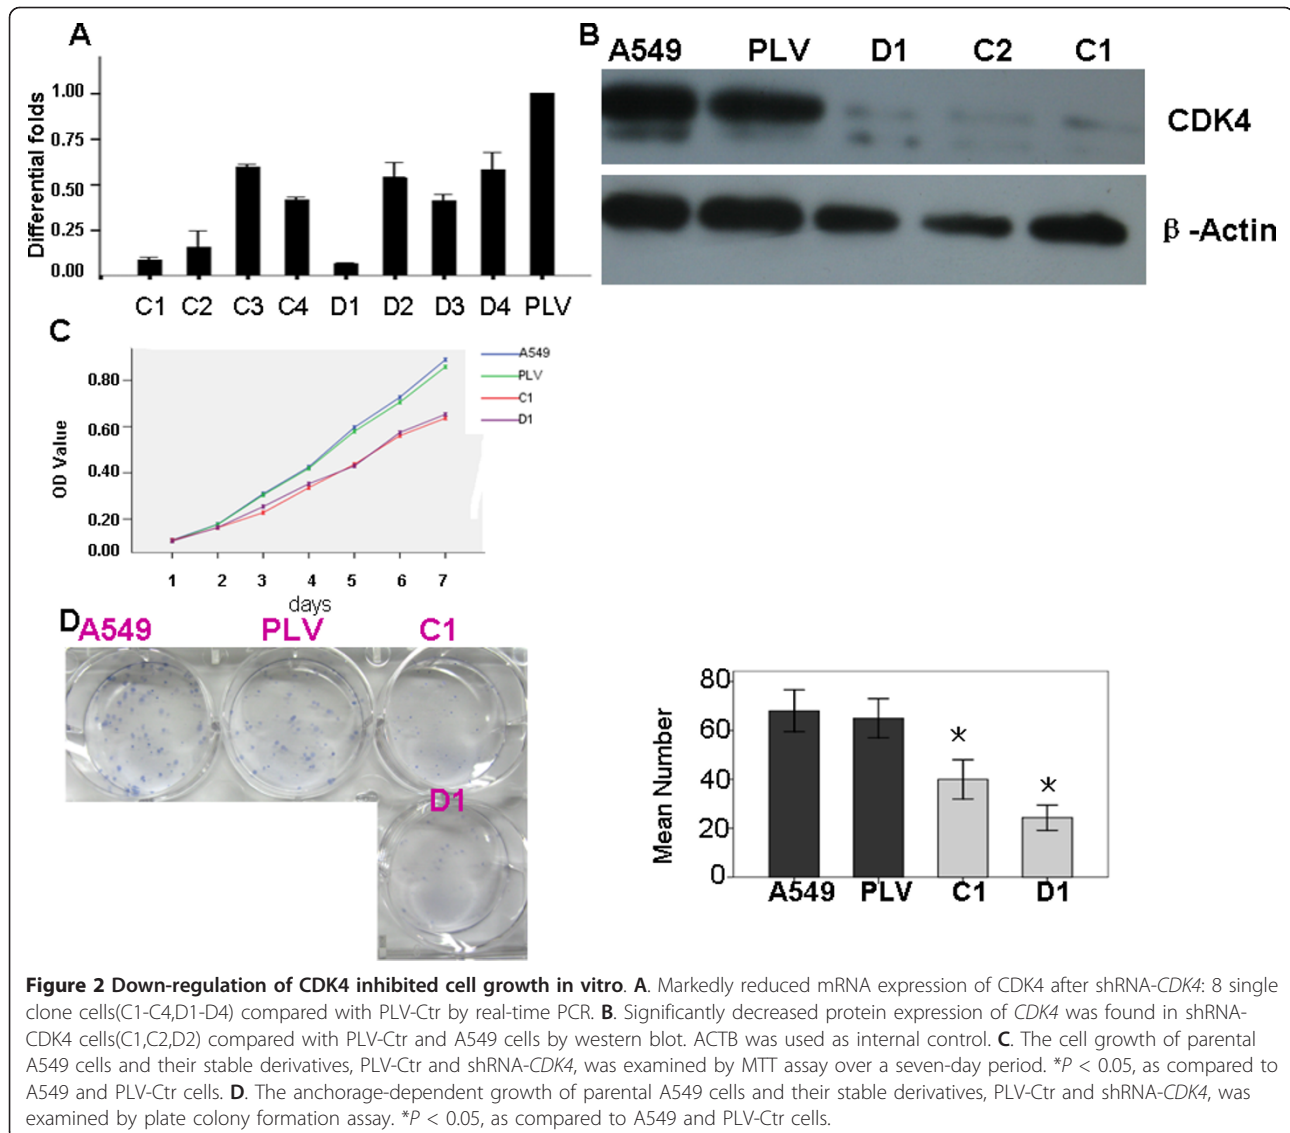 A
Differential folds
1.00
0.75
0.50
0.25
0.00
C1 C2 C3 C4 D1 D2 D3 D4 PLV
B
A549 PLV D1 C2 C1
CDK4
β-Actin
C
OD Value
0.80
0.60
0.40
0.20
0.00
1 2 3 4 5 6 7
days
A549
PLV
C1
D1
D
A549 PLV C1
D1
Mean Number
80
60
40
20
0
* *
A549 PLV C1 D1
Figure 2 Down-regulation of CDK4 inhibited cell growth in vitro. A. Markedly reduced mRNA expression of CDK4 after shRNA-CDK4: 8 single
clone cells(C1-C4,D1-D4) compared with PLV-Ctr by real-time PCR. B. Significantly decreased protein expression of CDK4 was found in shRNA-
CDK4 cells(C1,C2,D2) compared with PLV-Ctr and A549 cells by western blot. ACTB was used as internal control. C. The cell growth of parental
A549 cells and their stable derivatives, PLV-Ctr and shRNA-CDK4, was examined by MTT assay over a seven-day period. *P < 0.05, as compared to
A549 and PLV-Ctr cells. D. The anchorage-dependent growth of parental A549 cells and their stable derivatives, PLV-Ctr and shRNA-CDK4, was
examined by plate colony formation assay. *P < 0.05, as compared to A549 and PLV-Ctr cells.